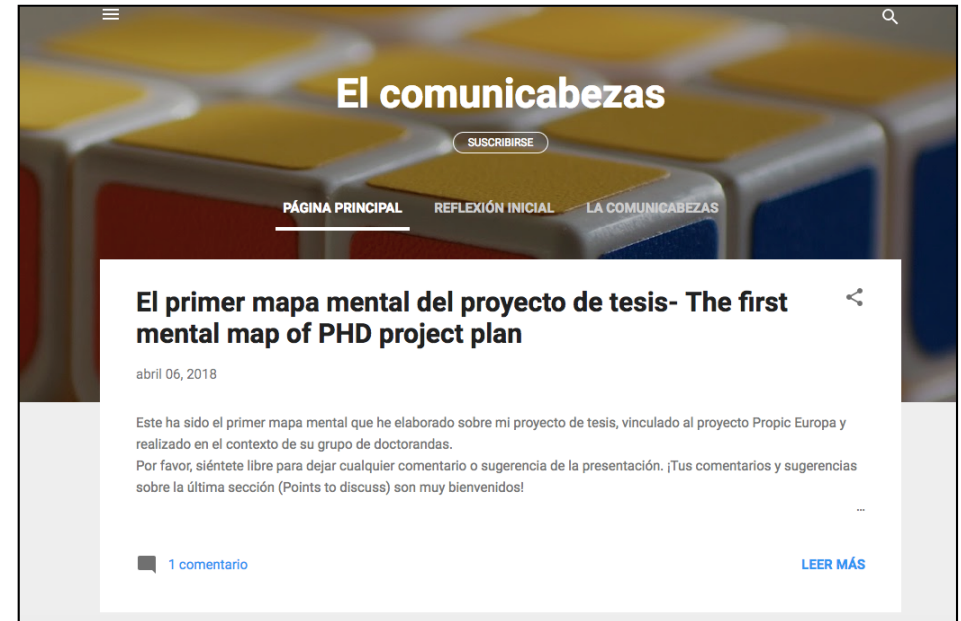 El comunicabezas
SUSCRIBIRSE
PÁGINA PRINCIPAL REFLEXIÓN INICIAL LA COMUNICABEZAS
El primer mapa mental del proyecto de tesis- The first
mental map of PHD project plan
abril 06, 2018
Este ha sido el primer mapa mental que he elaborado sobre mi proyecto de tesis, vinculado al proyecto Propic Europa y
realizado en el contexto de su grupo de doctorandas.
Por favor, siéntete libre para dejar cualquier comentario o sugerencia de la presentación. ¡Tus comentarios y sugerencias
sobre la última sección (Points to discuss) son muy bienvenidos!
...
1 comentario LEER MÁS